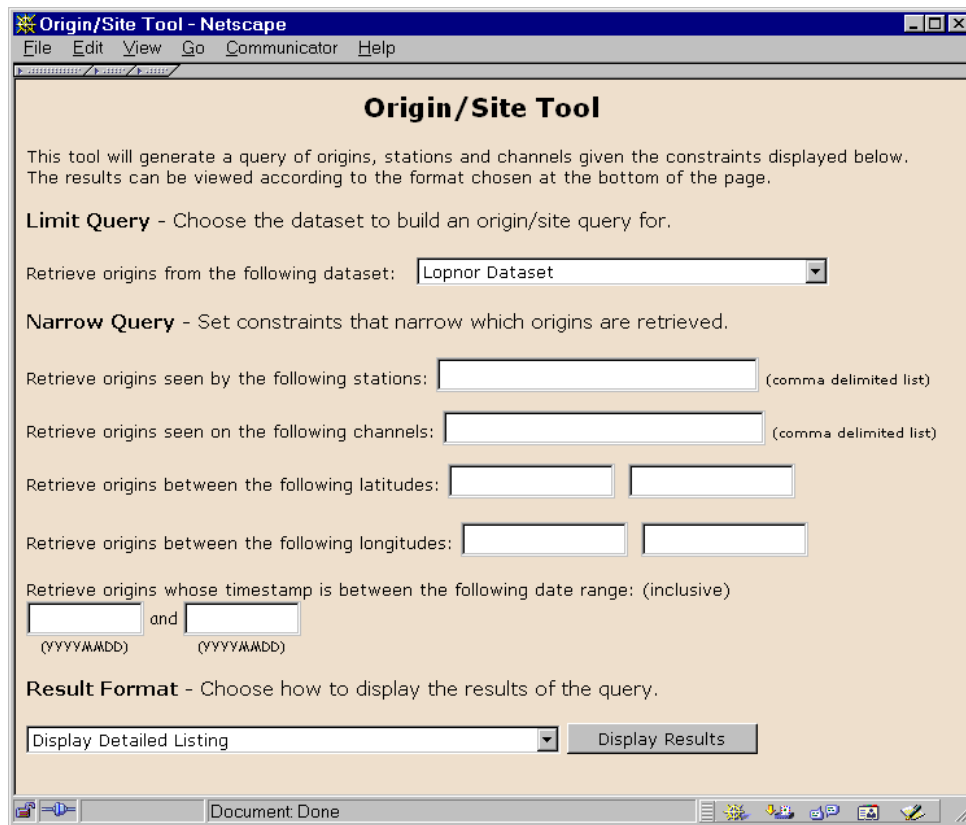 Origin/Site Tool - Netscape
File Edit View Go Communicator Help
Origin/Site Tool
This tool will generate a query of origins, stations and channels given the constraints displayed below.
The results can be viewed according to the format chosen at the bottom of the page.
Limit Query - Choose the dataset to build an origin/site query for.
Retrieve origins from the following dataset: Lopnor Dataset
Narrow Query - Set constraints that narrow which origins are retrieved.
Retrieve origins seen by the following stations: (comma delimited list)
Retrieve origins seen on the following channels: (comma delimited list)
Retrieve origins between the following latitudes:
Retrieve origins between the following longitudes:
Retrieve origins whose timestamp is between the following date range: (inclusive)
and
(YYYYMMDD) (YYYYMMDD)
Result Format - Choose how to display the results of the query.
Display Detailed Listing Display Results
Document: Done